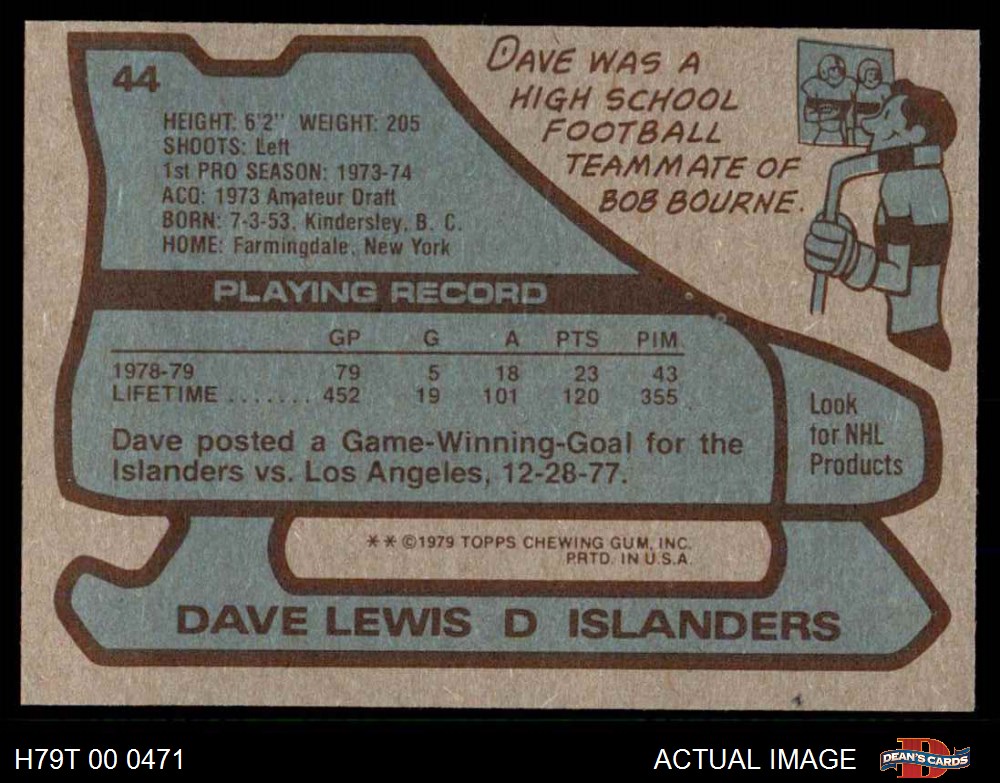 44
HEIGHT: 6'2" WEIGHT: 205
SHOOTS: Left
1st PRO SEASON: 1973-74
ACQ: 1973 Amateur Draft
BORN: 7-3-53, Kindersley, B. C.
HOME: Farmingdale, New York
DAVE WAS A
HIGH SCHOOL
FOOTBALL
TEAMMATE OF
BOB BOURNE.
PLAYING RECORD
GP G A PTS PIM
1978-79 79 5 18 23 43
LIFETIME ....... 452 19 101 120 355
Dave posted a Game-Winning-Goal for the
Islanders vs. Los Angeles, 12-28-77.
Look
for NHL
Products
** ©1979 TOPPS CHEWING GUM, INC.
PRTD. IN U.S.A.
DAVE LEWIS D ISLANDERS
H79T 00 0471
ACTUAL IMAGE
D
DEAN'S CARDS